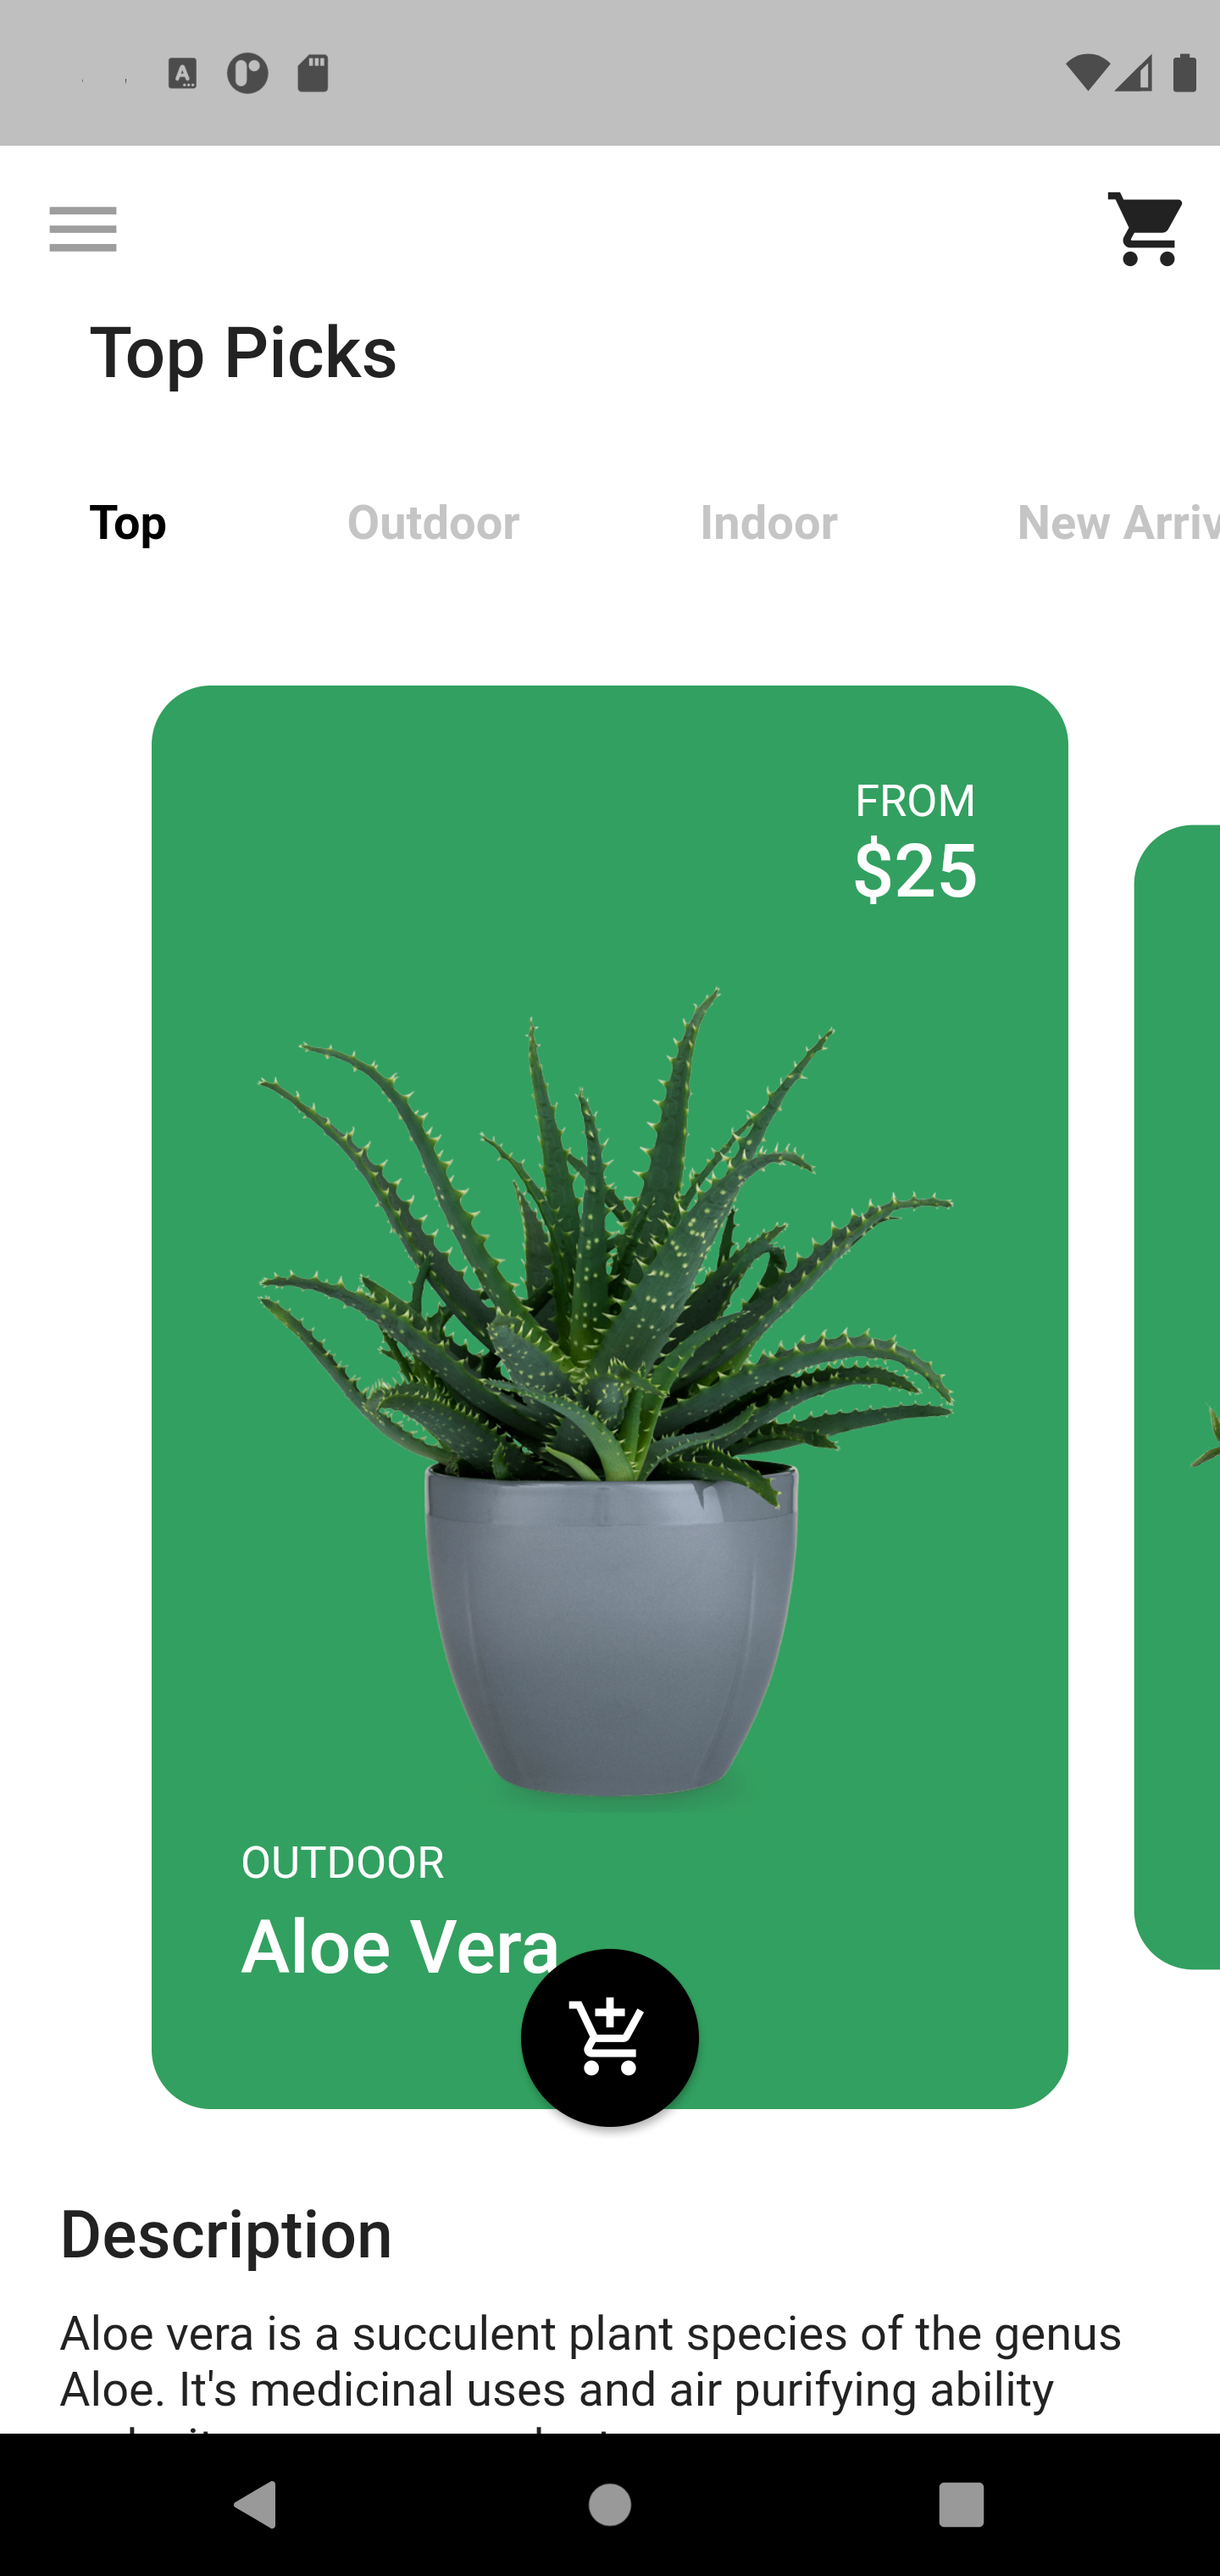 Top Picks
Top Outdoor Indoor New Arriv
FROM
$25
OUTDOOR
Aloe Vera
Description
Aloe vera is a succulent plant species of the genus
Aloe. It's medicinal uses and air purifying ability